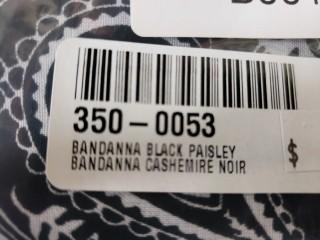 350-0053
BANDANNA BLACK PAISLEY
BANDANNA CASHEMIRE NOIR
$